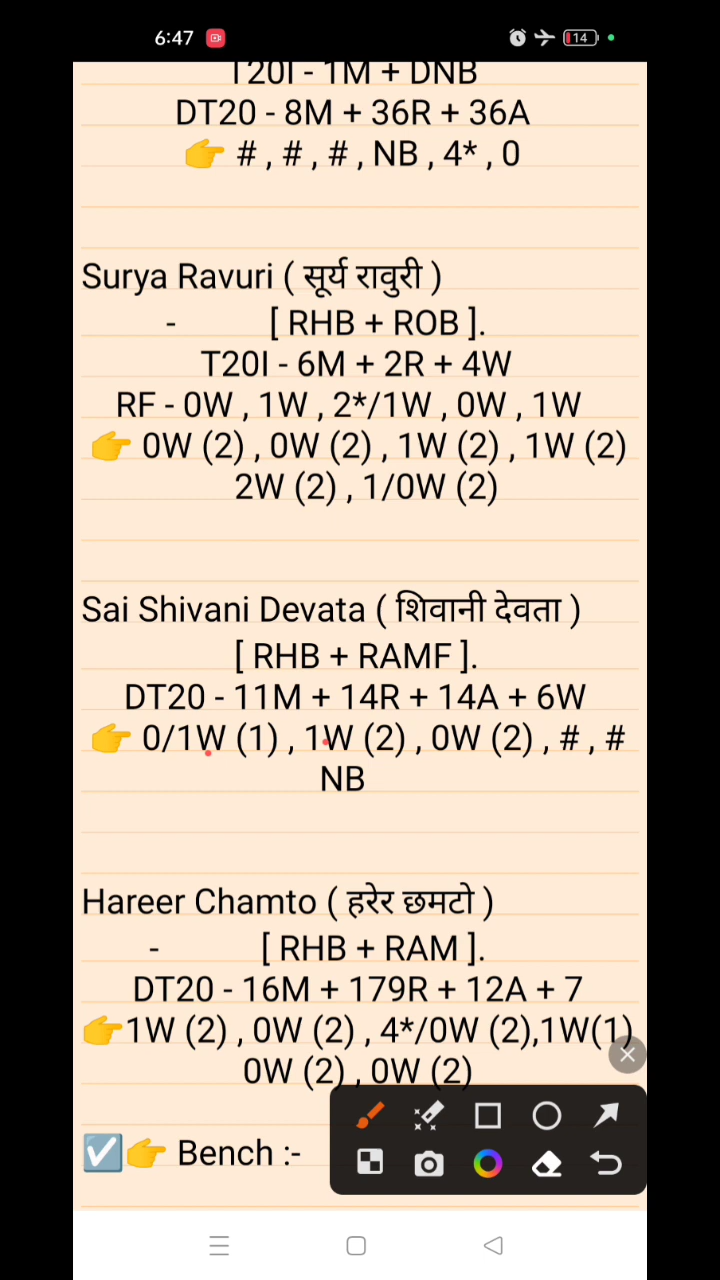 6:47
14
T20I - 1M + DNB
DT20 - 8M + 36R + 36A
👉 # , # , # , NB , 4* , 0
Surya Ravuri ( सूर्य रावुरी )
- [ RHB + ROB ].
T20I - 6M + 2R + 4W
RF - 0W , 1W , 2*/1W , 0W , 1W
👉 0W (2) , 0W (2) , 1W (2) , 1W (2)
2W (2) , 1/0W (2)
Sai Shivani Devata ( शिवानी देवता )
[ RHB + RAMF ].
DT20 - 11M + 14R + 14A + 6W
👉 0/1W (1) , 1W (2) , 0W (2) , # , #
NB
Hareer Chamto ( हरेर छमटो )
- [ RHB + RAM ].
DT20 - 16M + 179R + 12A + 7
👉1W (2) , 0W (2) , 4*/0W (2),1W(1)
0W (2) , 0W (2)
☑️👉 Bench :-